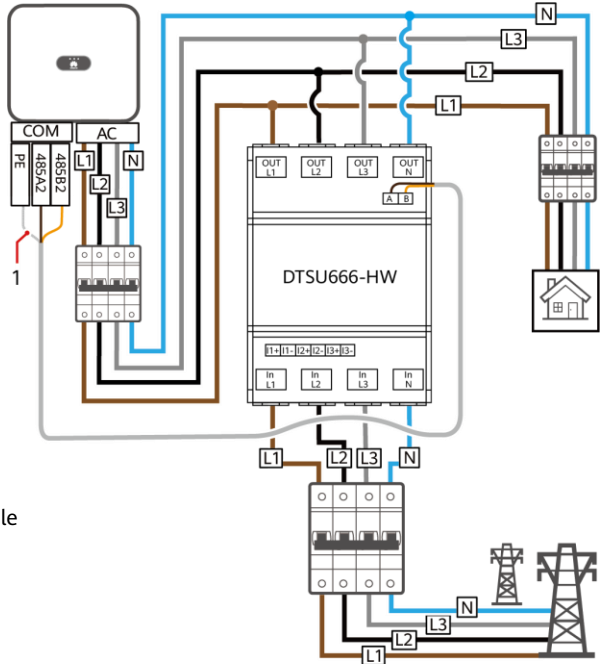 N
L3
L2
L1
COM
AC
PE
485A2
485B2
L1
L2
L3
N
1
OUT L1
OUT L2
OUT L3
OUT N
A B
DTSU666-HW
I1+ I1- I2+ I2- I3+ I3-
In L1
In L2
In L3
In N
L1
L2
L3
N
le
N
L3
L2
L1